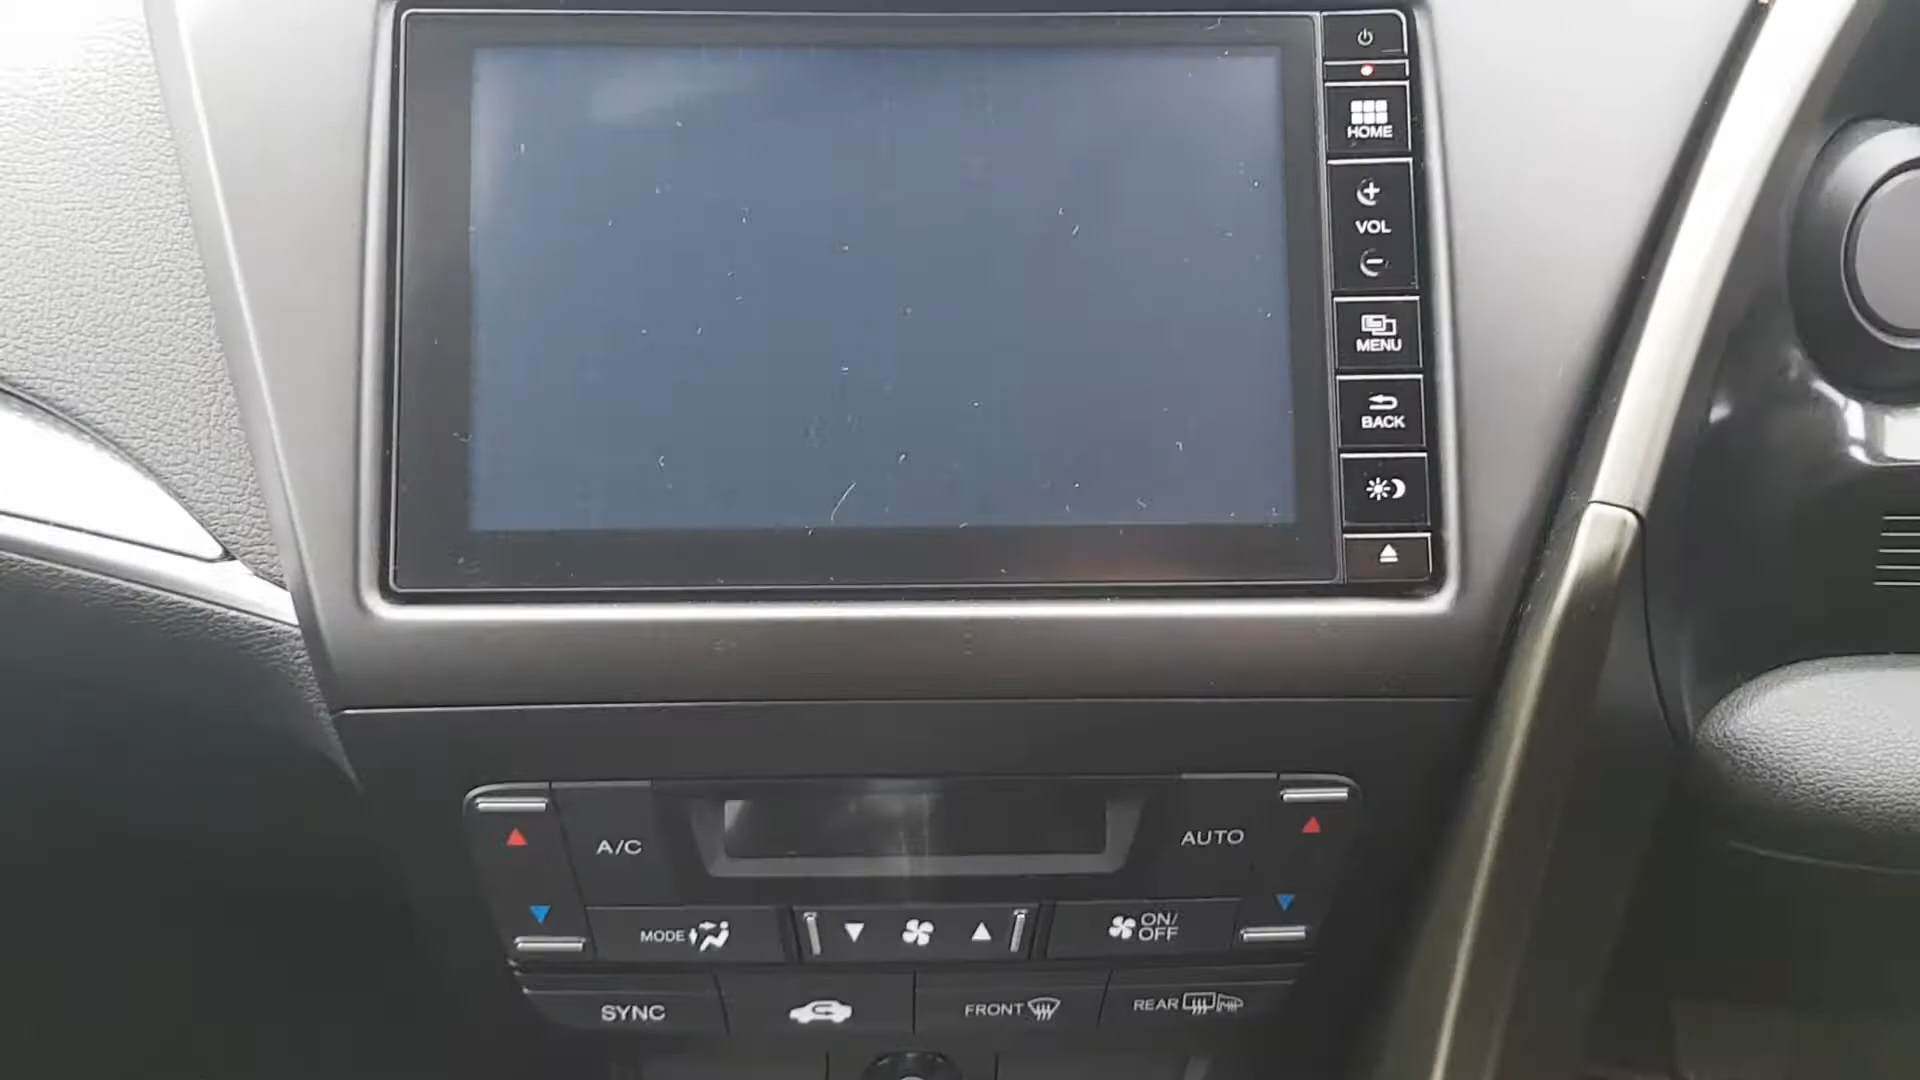 HOME
VOL
MENU
BACK
A/C
AUTO
MODE
ON/
OFF
SYNC
FRONT
REAR